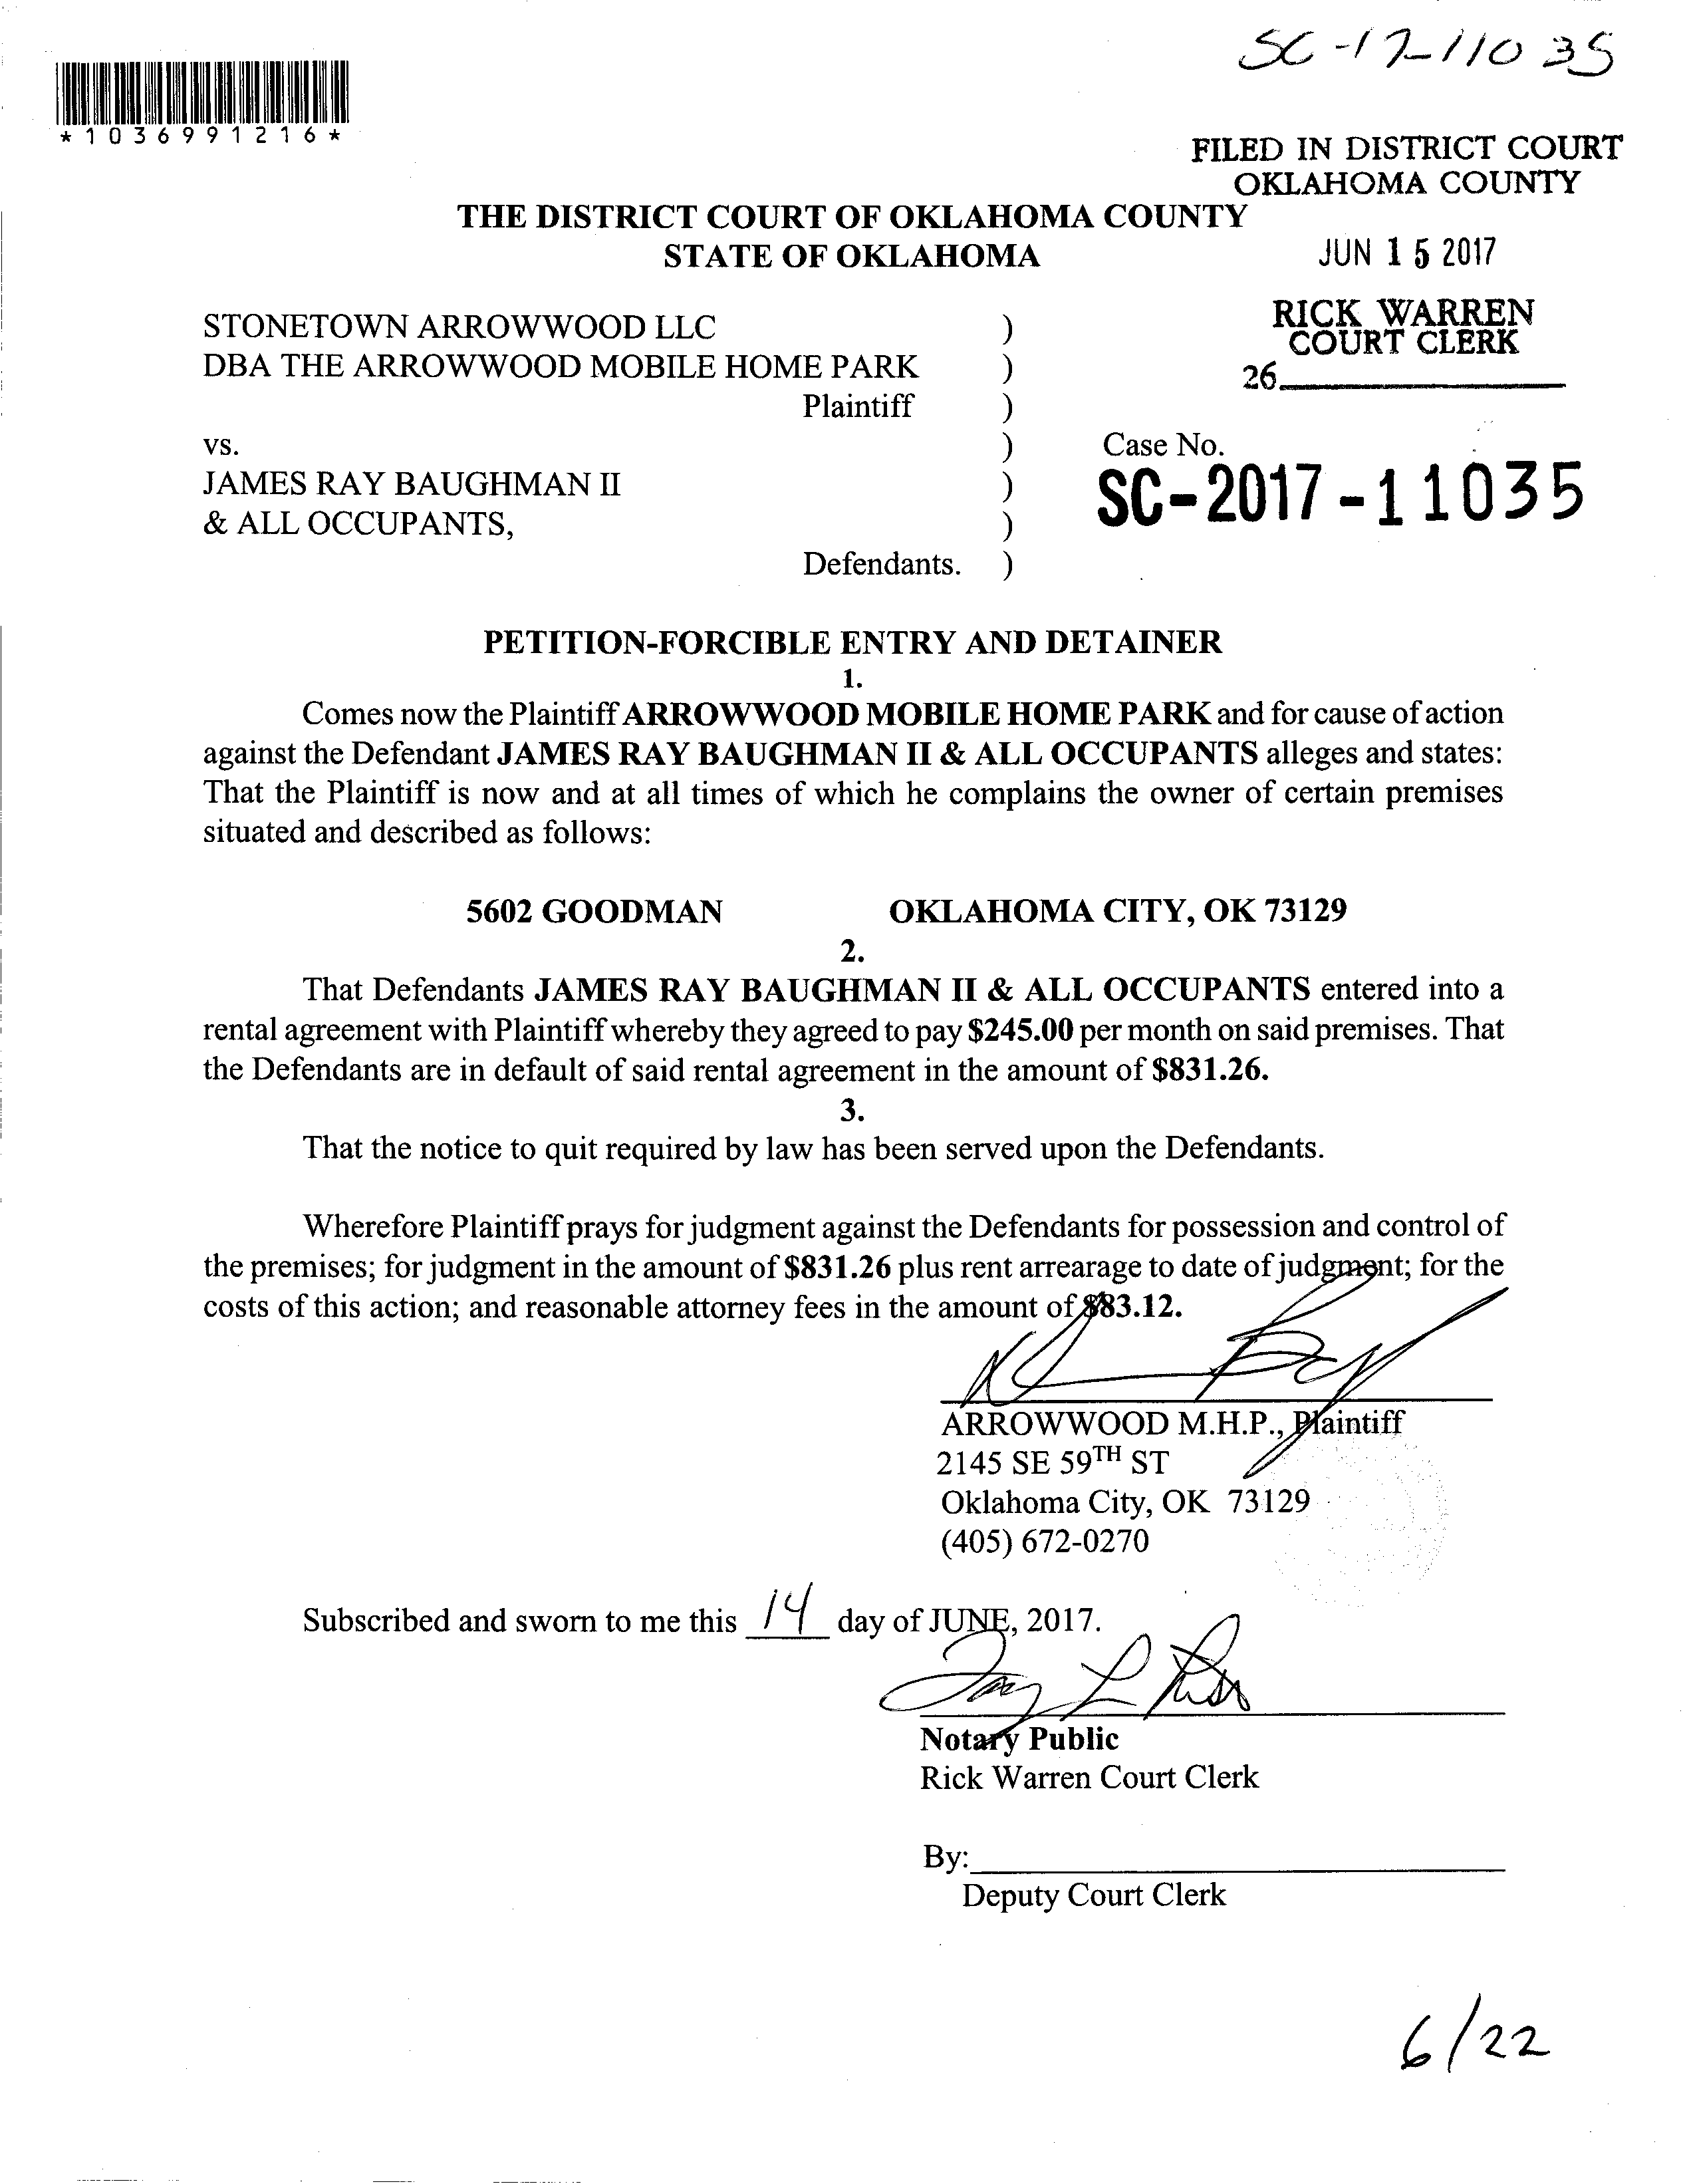 SC-17-11035
*1036991216*
FILED IN DISTRICT COURT
OKLAHOMA COUNTY
THE DISTRICT COURT OF OKLAHOMA COUNTY
STATE OF OKLAHOMA
JUN 15 2017
RICK WARREN
COURT CLERK
26
STONETOWN ARROWWOOD LLC )
DBA THE ARROWWOOD MOBILE HOME PARK )
Plaintiff )
vs. )
Case No.
JAMES RAY BAUGHMAN II )
SC-2017-11035
& ALL OCCUPANTS, )
Defendants. )
PETITION-FORCIBLE ENTRY AND DETAINER
1.
Comes now the Plaintiff ARROWWOOD MOBILE HOME PARK and for cause of action
against the Defendant JAMES RAY BAUGHMAN II & ALL OCCUPANTS alleges and states:
That the Plaintiff is now and at all times of which he complains the owner of certain premises
situated and described as follows:
5602 GOODMAN OKLAHOMA CITY, OK 73129
2.
That Defendants JAMES RAY BAUGHMAN II & ALL OCCUPANTS entered into a
rental agreement with Plaintiff whereby they agreed to pay $245.00 per month on said premises. That
the Defendants are in default of said rental agreement in the amount of $831.26.
3.
That the notice to quit required by law has been served upon the Defendants.
Wherefore Plaintiff prays for judgment against the Defendants for possession and control of
the premises; for judgment in the amount of $831.26 plus rent arrearage to date of judgment; for the
costs of this action; and reasonable attorney fees in the amount of $83.12.
ARROWWOOD M.H.P., Plaintiff
2145 SE 59TH ST
Oklahoma City, OK 73129
(405) 672-0270
Subscribed and sworn to me this 14 day of JUNE, 2017.
Notary Public
Rick Warren Court Clerk
By:
Deputy Court Clerk
6/22